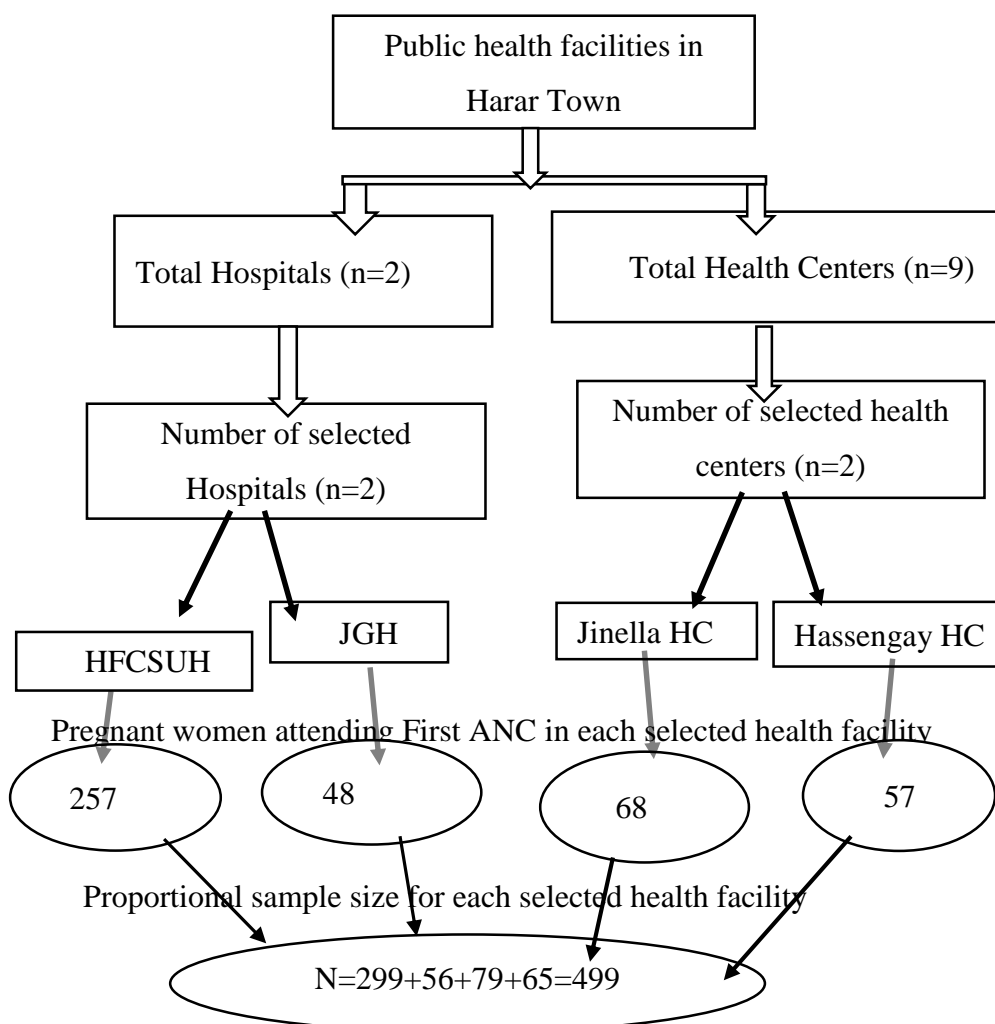 Public health facilities in
Harar Town
Total Hospitals (n=2)
Total Health Centers (n=9)
Number of selected
Hospitals (n=2)
Number of selected health
centers (n=2)
HFCSUH
JGH
Jinella HC
Hassengay HC
Pregnant women attending First ANC in each selected health facility
257
48
68
57
Proportional sample size for each selected health facility
N=299+56+79+65=499